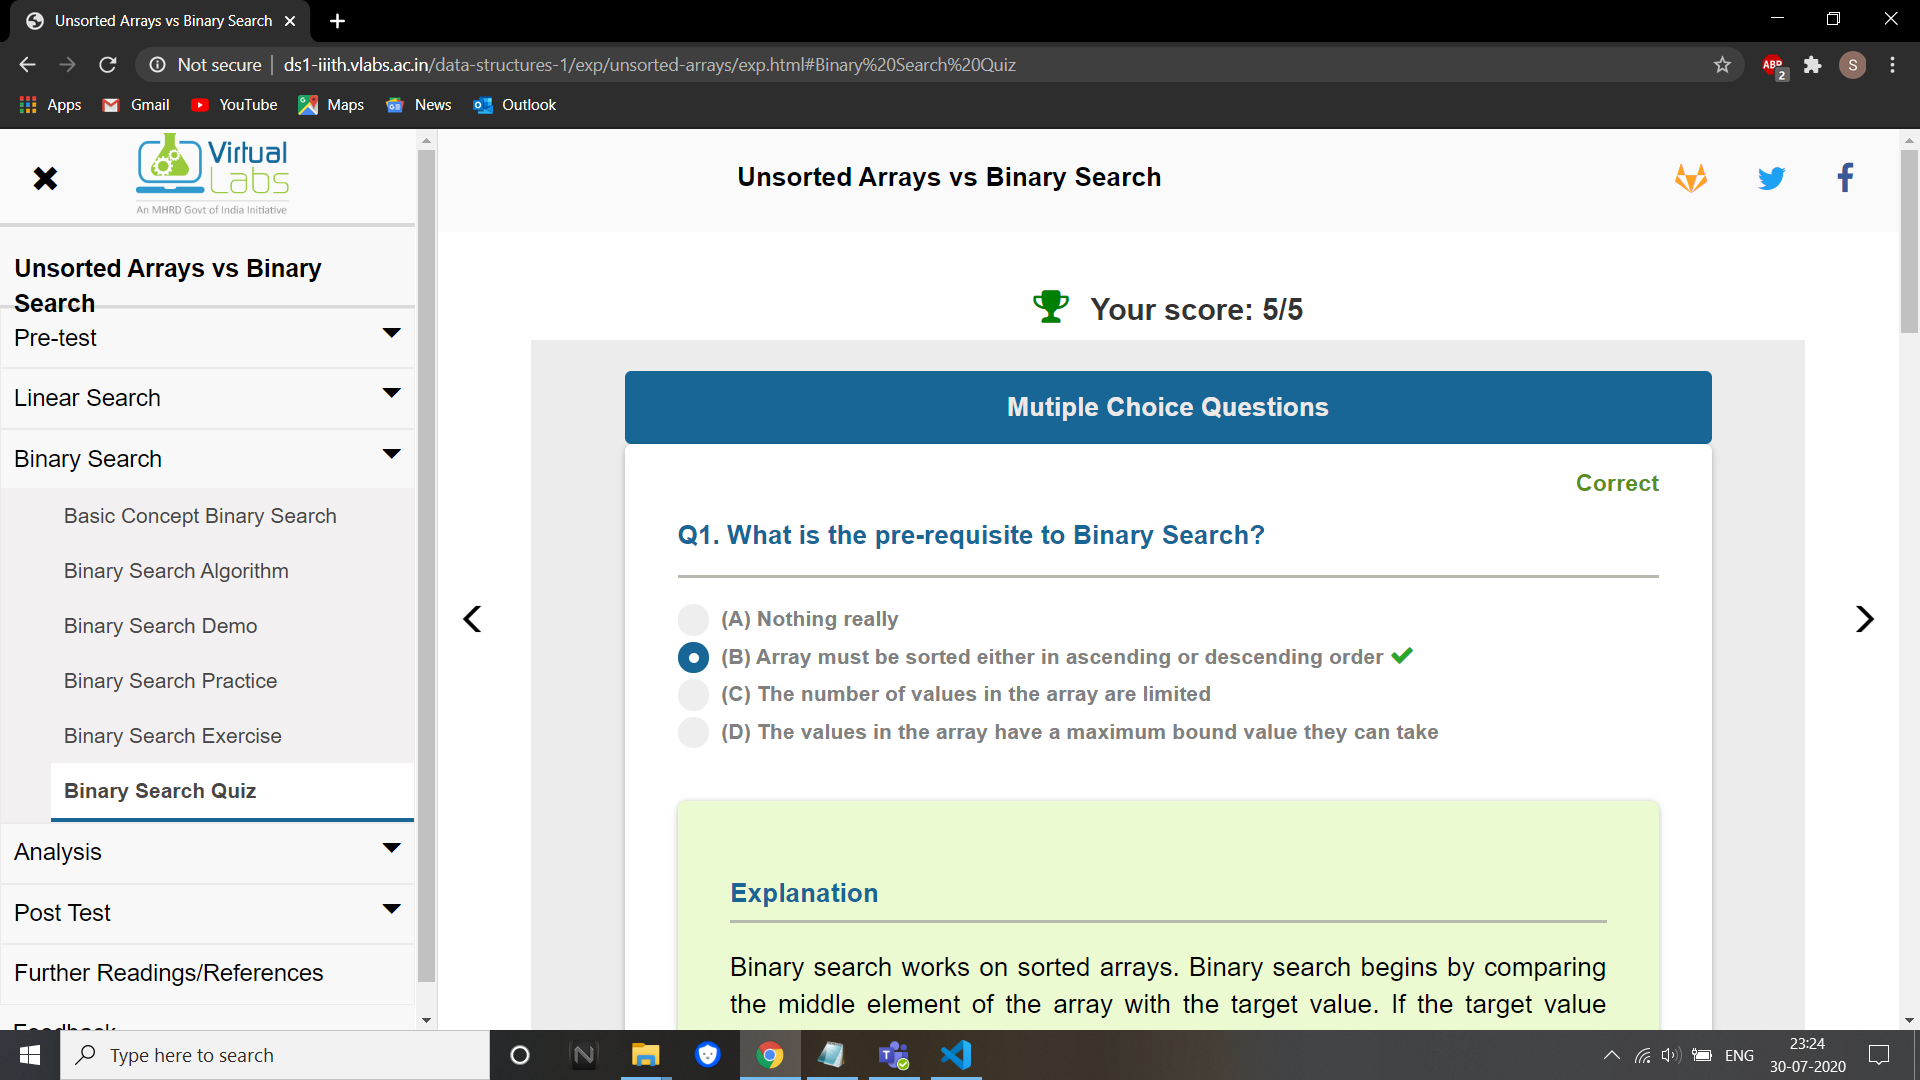 Unsorted Arrays vs Binary Search
Not secure | ds1-iiith.vlabs.ac.in/data-structures-1/exp/unsorted-arrays/exp.html#Binary%20Search%20Quiz
ABP
2
S
Apps
Gmail
YouTube
Maps
News
Outlook
Virtual
Labs
An MHRD Govt of India Initiative
Unsorted Arrays vs Binary Search
Unsorted Arrays vs Binary
Search
Pre-test
Linear Search
Binary Search
Basic Concept Binary Search
Binary Search Algorithm
Binary Search Demo
Binary Search Practice
Binary Search Exercise
Binary Search Quiz
Analysis
Post Test
Further Readings/References
Feedback
Your score: 5/5
Mutiple Choice Questions
Correct
Q1. What is the pre-requisite to Binary Search?
(A) Nothing really
(B) Array must be sorted either in ascending or descending order
(C) The number of values in the array are limited
(D) The values in the array have a maximum bound value they can take
Explanation
Binary search works on sorted arrays. Binary search begins by comparing
the middle element of the array with the target value. If the target value
Type here to search
ENG
23:24
30-07-2020